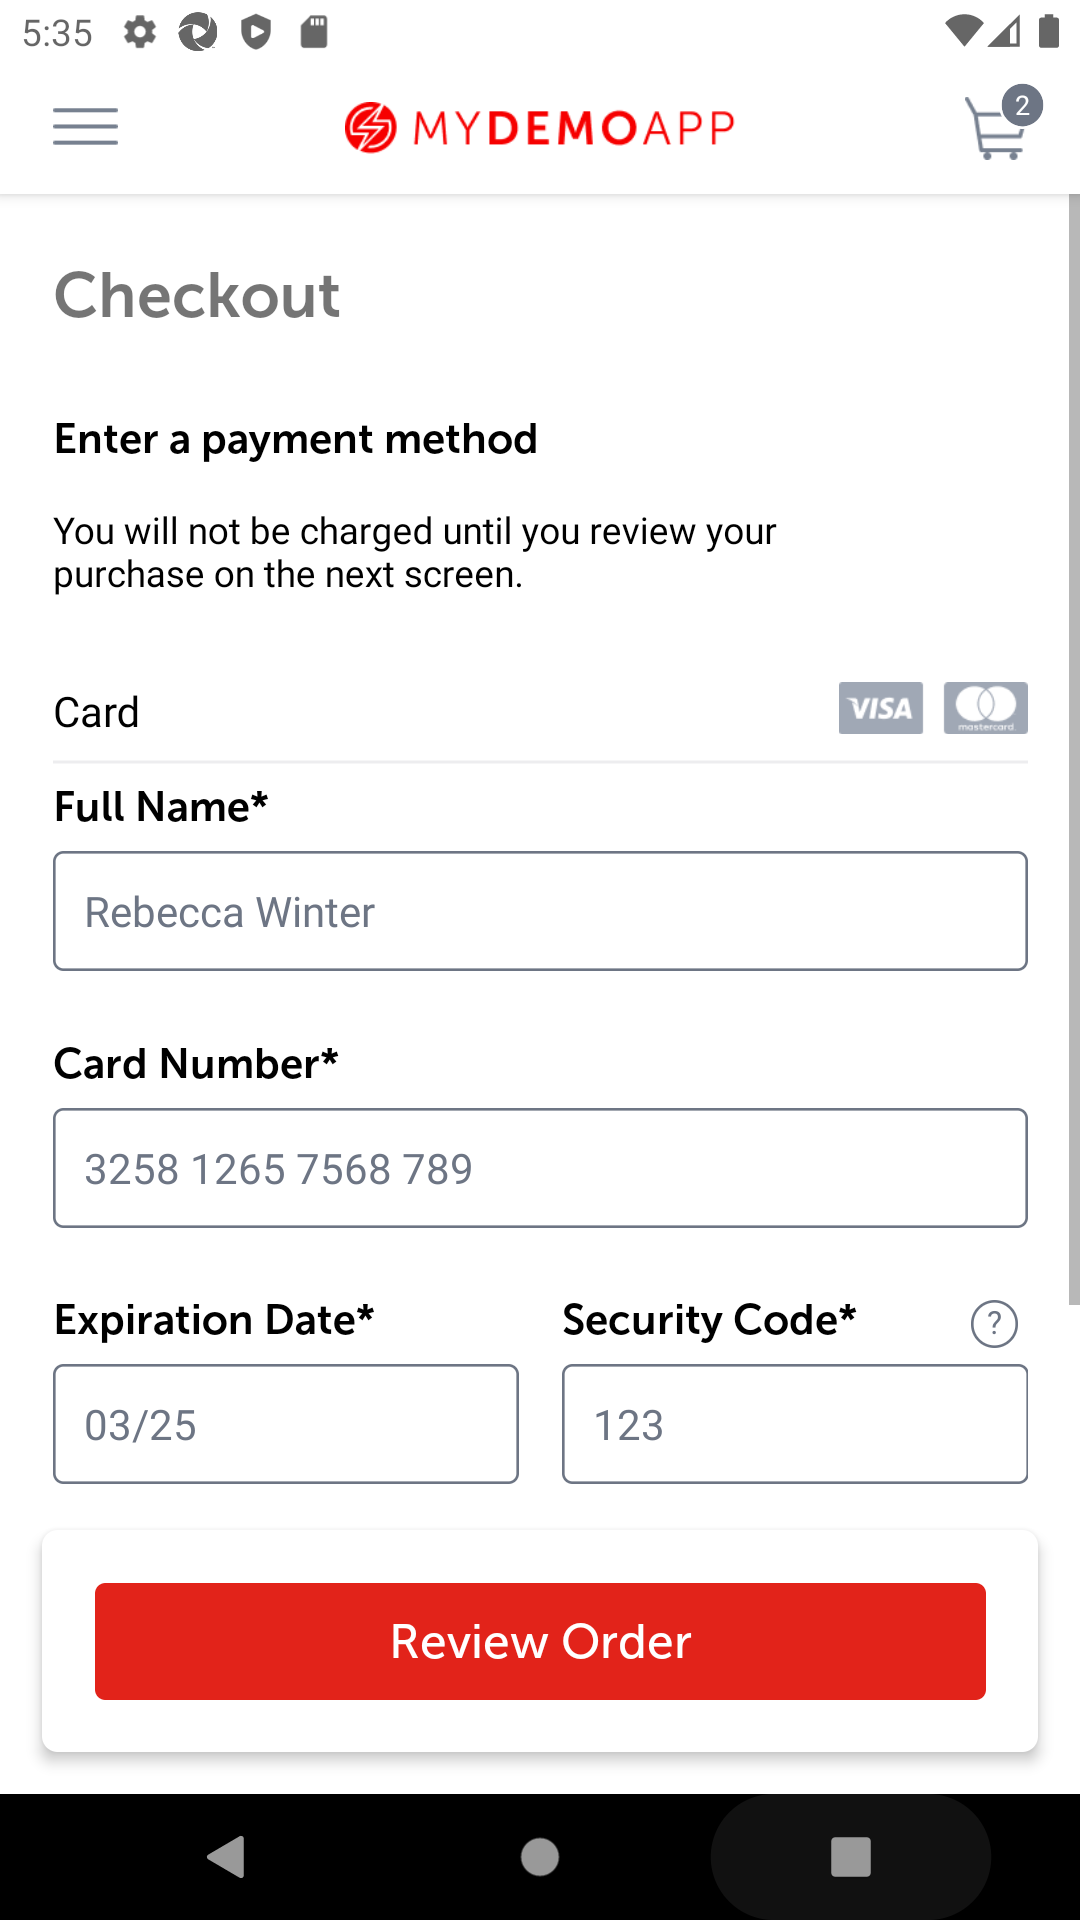 5:35
MYDEMOAPP
2
Checkout
Enter a payment method
You will not be charged until you review your
purchase on the next screen.
Card
VISA
mastercard.
Full Name*
Rebecca Winter
Card Number*
3258 1265 7568 789
Expiration Date*
Security Code*
?
03/25
123
Review Order